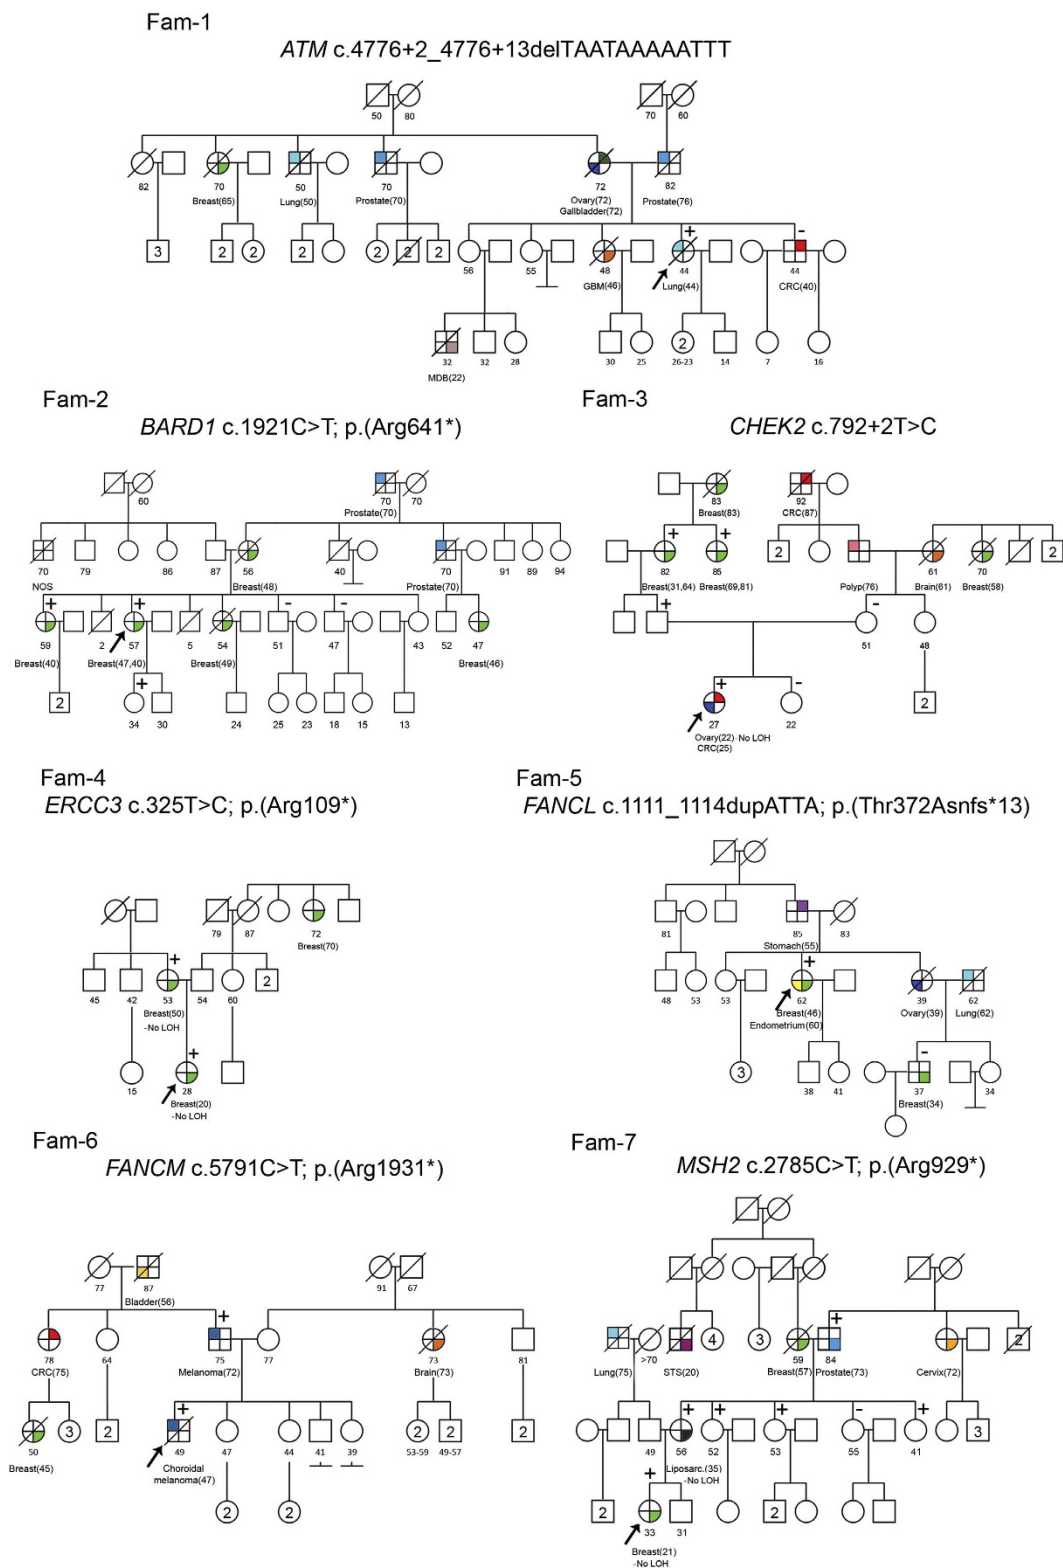 Fam-1
ATM c.4776+2_4776+13delTAATAAAAATTT
50 80 70 60
82 70 50 70 72 82
Breast(65) Lung(50) Prostate(70) Ovary(72) Prostate(76)
Gallbladder(72)
+ -
3 2 2 2 2 2 2
56 55 48 44 44
GBM(46) Lung(44) CRC(40)
2
32 32 28 30 25 26-23 14 7 16
MDB(22)
Fam-2
BARD1 c.1921C>T; p.(Arg641*)
60 70 70
Prostate(70)
70 79 86 87 56 40 70 91 89 94
NOS Breast(48) Prostate(70)
+ + - -
59 2 57 5 54 51 47 43 52 47
Breast(40) Breast(47,40) Breast(49) Breast(46)
2 +
34 30 24 25 23 18 15 13
Fam-3
CHEK2 c.792+2T>C
83 92
Breast(83) CRC(87)
+ + 2 2
82 85 61 70
Breast(31,64) Breast(69,81) Polyp(76) Brain(61) Breast(58)
+ -
51 48
+ - 2
27 22
Ovary(22) -No LOH
CRC(25)
Fam-4
ERCC3 c.325T>C; p.(Arg109*)
79 87 72
Breast(70)
+ 2
45 42 53 54 60
Breast(50)
-No LOH
+
15 28
Breast(20)
-No LOH
Fam-5
FANCL c.1111_1114dupATTA; p.(Thr372Asnfs*13)
81 85 83
Stomach(55)
+
48 53 53 62 39 62
Breast(46) Ovary(39) Lung(62)
Endometrium(60)
-
3 38 41 37 34
Breast(34)
Fam-6
FANCM c.5791C>T; p.(Arg1931*)
77 87 91 67
Bladder(56)
+
78 64 75 77 73 81
CRC(75) Melanoma(72) Brain(73)
+
3 2 2 2 2
50 49 47 44 41 39 53-59 49-57
Breast(45) Choroidal
melanoma(47)
2 2
Fam-7
MSH2 c.2785C>T; p.(Arg929*)
+
4 3 2
>70 59 84
Lung(75) STS(20) Breast(57) Prostate(73) Cervix(72)
+ + + - +
3
49 56 52 53 55 41
Liposarc.(35)
-No LOH
+
2 2
33 31
Breast(21)
-No LOH